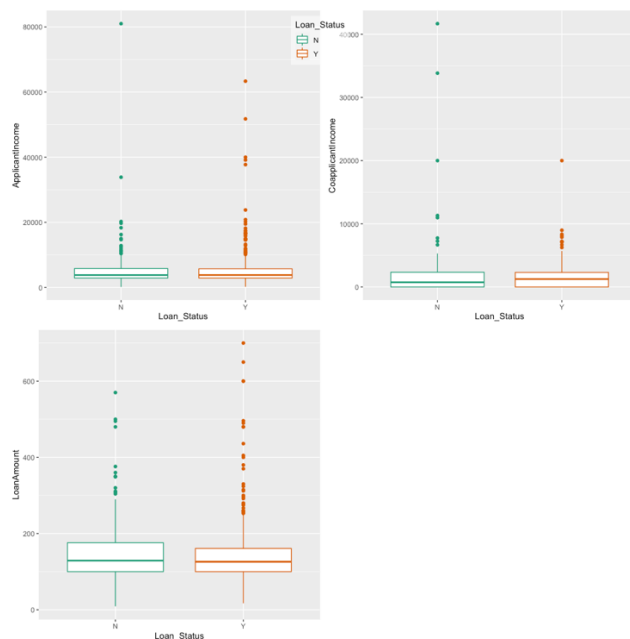 Loan_Status
N
Y
80000
60000
40000
20000
0
ApplicantIncome
N
Y
Loan_Status
40000
30000
20000
10000
0
CoapplicantIncome
N
Y
Loan_Status
600
400
200
0
LoanAmount
N
Y
Loan_Status